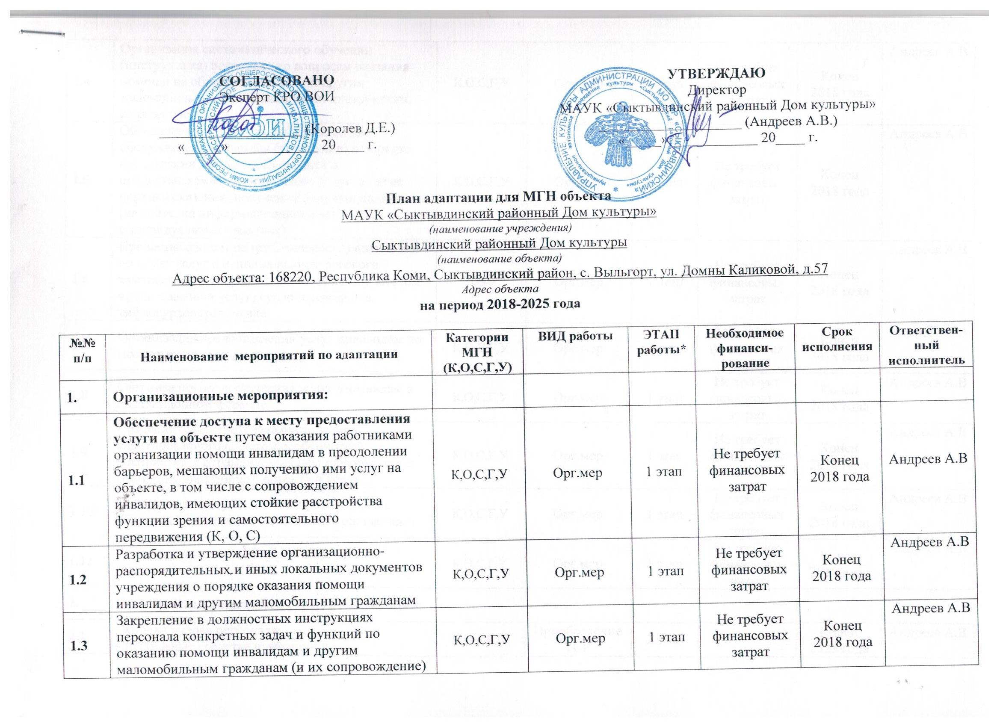 СОГЛАСОВАНО
Эксперт КРО ВОИ
(Королев Д.Е.)
«_____» ____________ 20____ г.
УТВЕРЖДАЮ
Директор
МАУК «Сыктывдинский районный Дом культуры»
____________________ (Андреев А.В.)
«_____»_____________ 20____ г.
ВОИ
План адаптации для МГН объекта
МАУК «Сыктывдинский районный Дом культуры»
(наименование учреждения)
Сыктывдинский районный Дом культуры
(наименование объекта)
Адрес объекта: 168220, Республика Коми, Сыктывдинский район, с. Выльгорт, ул. Домны Каликовой, д.57
Адрес объекта
на период 2018-2025 года
№№
п/п
Наименование мероприятий по адаптации
Категории
МГН
(К,О,С,Г,У)
ВИД работы
ЭТАП
работы*
Необходимое
финанси-
рование
Срок
исполнения
Ответствен-
ный
исполнитель
1.
Организационные мероприятия:
1.1
Обеспечение доступа к месту предоставления
услуги на объекте путем оказания работниками
организации помощи инвалидам в преодолении
барьеров, мешающих получению ими услуг на
объекте, в том числе с сопровождением
инвалидов, имеющих стойкие расстройства
функции зрения и самостоятельного
передвижения (К, О, С)
К,О,С,Г,У
Орг.мер
1 этап
Не требует
финансовых
затрат
Конец
2018 года
Андреев А.В
1.2
Разработка и утверждение организационно-
распорядительных и иных локальных документов
учреждения о порядке оказания помощи
инвалидам и другим маломобильным гражданам
К,О,С,Г,У
Орг.мер
1 этап
Не требует
финансовых
затрат
Конец
2018 года
Андреев А.В
1.3
Закрепление в должностных инструкциях
персонала конкретных задач и функций по
оказанию помощи инвалидам и другим
маломобильным гражданам (и их сопровождение)
К,О,С,Г,У
Орг.мер
1 этап
Не требует
финансовых
затрат
Конец
2018 года
Андреев А.В